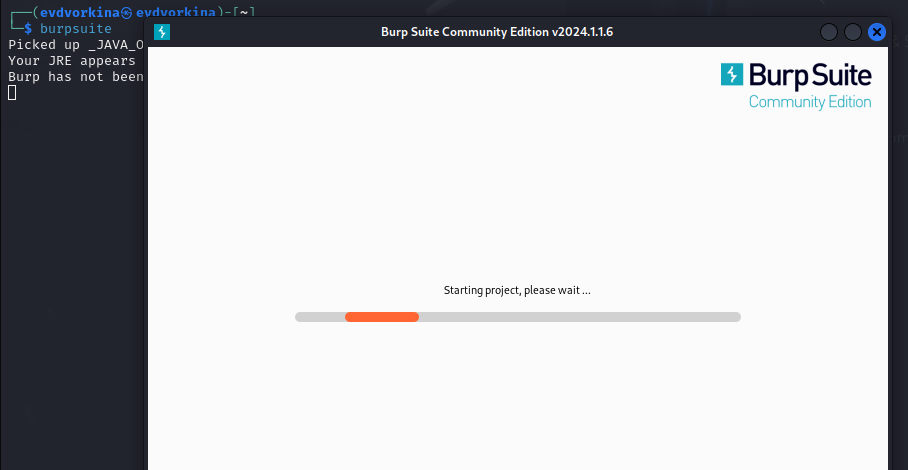 ┌──(evdvorkina㉿evdvorkina)-[~]
└─$ burpsuite
Picked up _JAVA_O
Your JRE appears
Burp has not been
Burp Suite Community Edition v2024.1.1.6
Burp Suite
Community Edition
Starting project, please wait ...